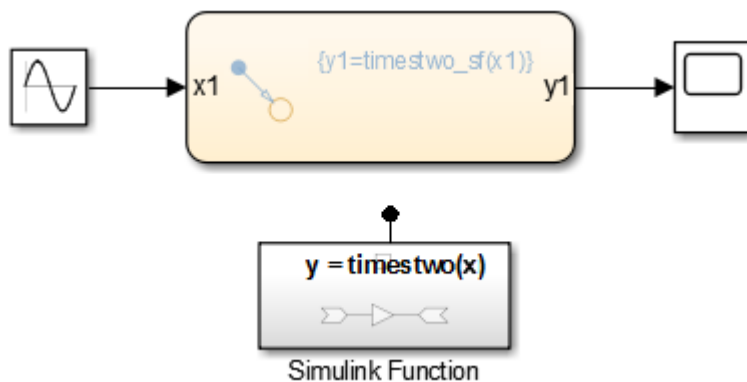 {y1=timestwo_sf(x1)}
x1
y1
y = timestwo(x)
Simulink Function